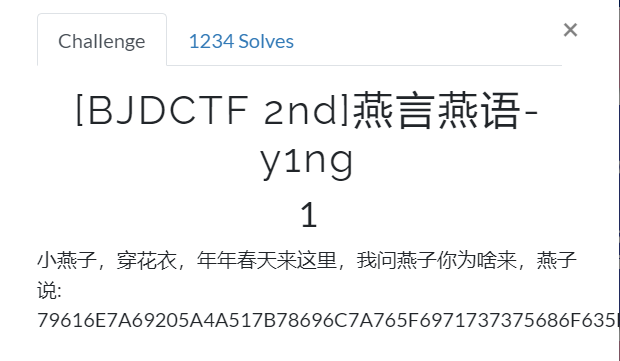 Challenge
1234 Solves
×
[BJDCTF 2nd]燕言燕语-
y1ng
1
小燕子，穿花衣，年年春天来这里，我问燕子你为啥来，燕子
说:
79616E7A69205A4A517B78696C7A765F6971737375686F635